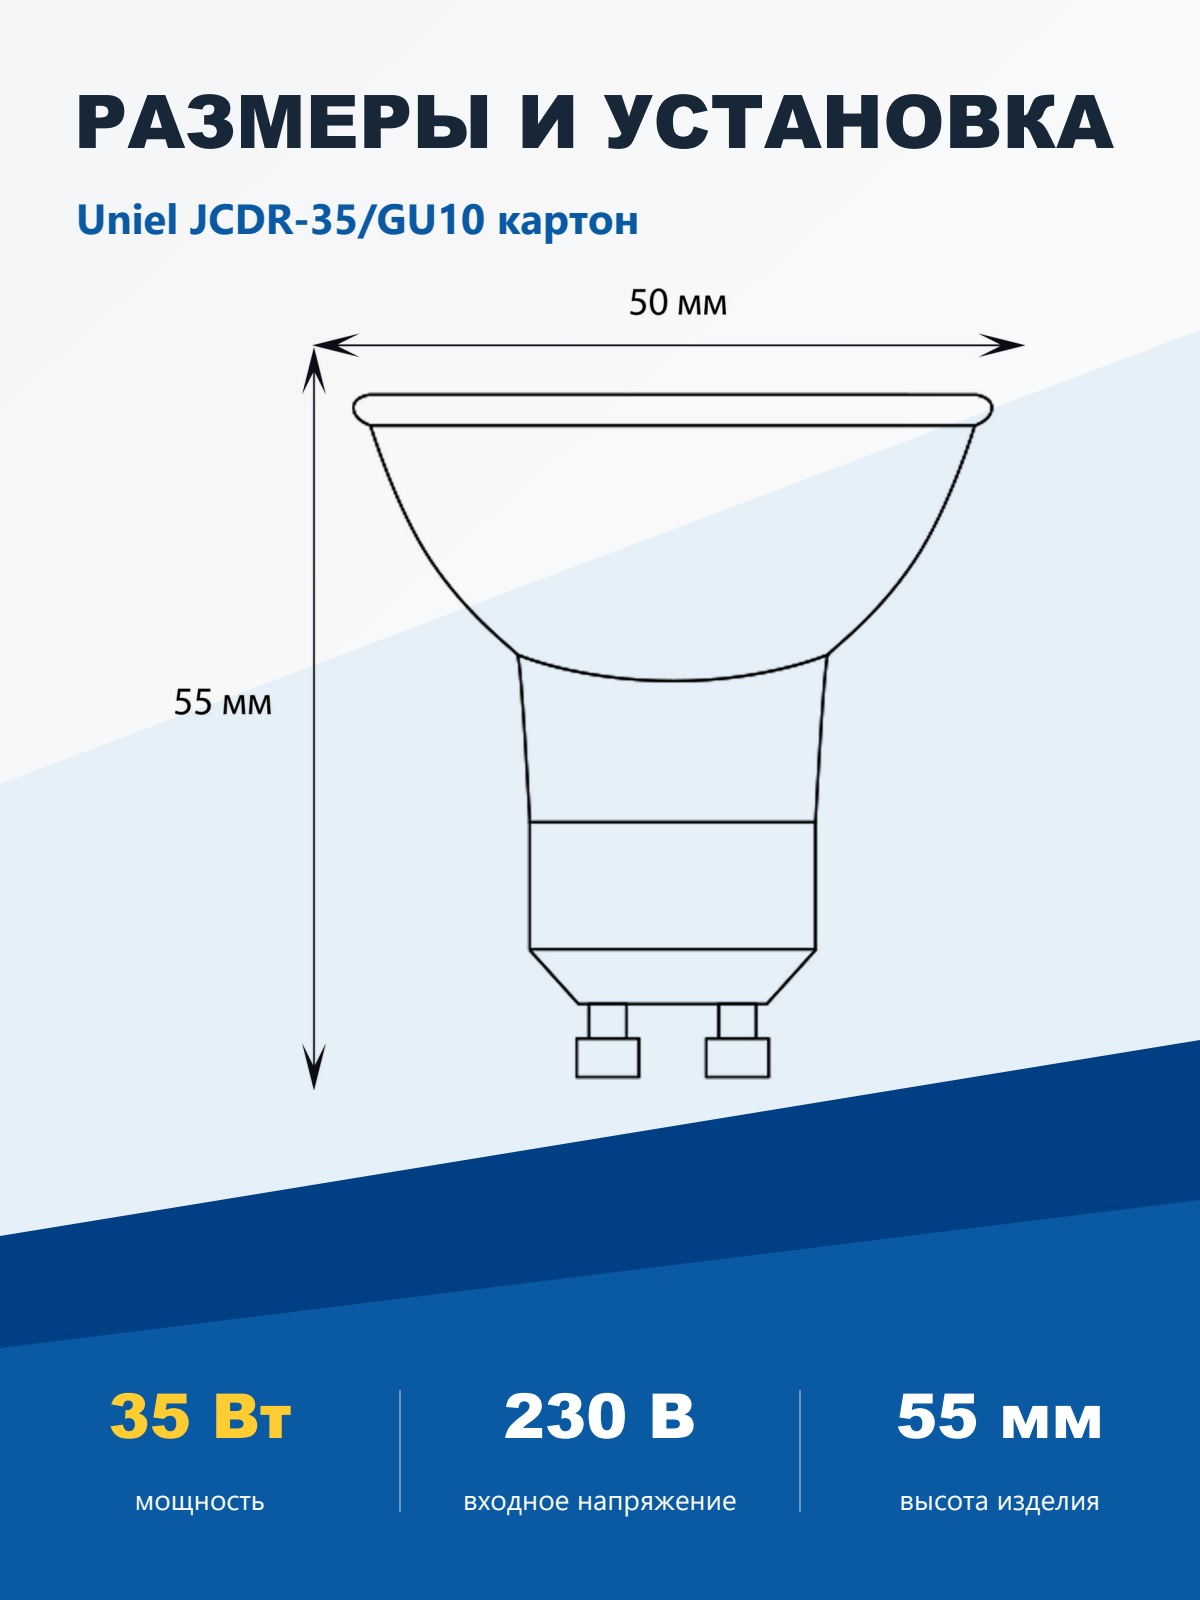 РАЗМЕРЫ И УСТАНОВКА
Uniel JCDR-35/GU10 картон
50 мм
55 мм
35 Вт
230 В
55 мм
мощность
входное напряжение
высота изделия